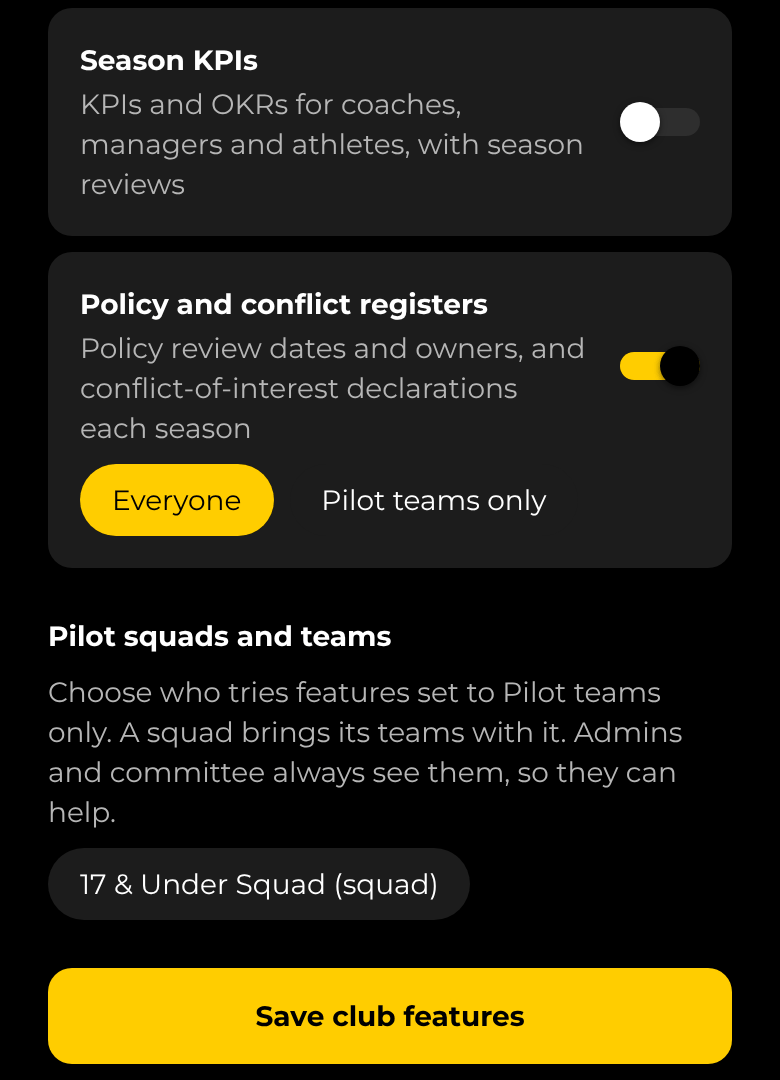 Season KPIs
KPIs and OKRs for coaches,
managers and athletes, with season
reviews
Policy and conflict registers
Policy review dates and owners, and
conflict-of-interest declarations
each season
Everyone
Pilot teams only
Pilot squads and teams
Choose who tries features set to Pilot teams
only. A squad brings its teams with it. Admins
and committee always see them, so they can
help.
17 & Under Squad (squad)
Save club features